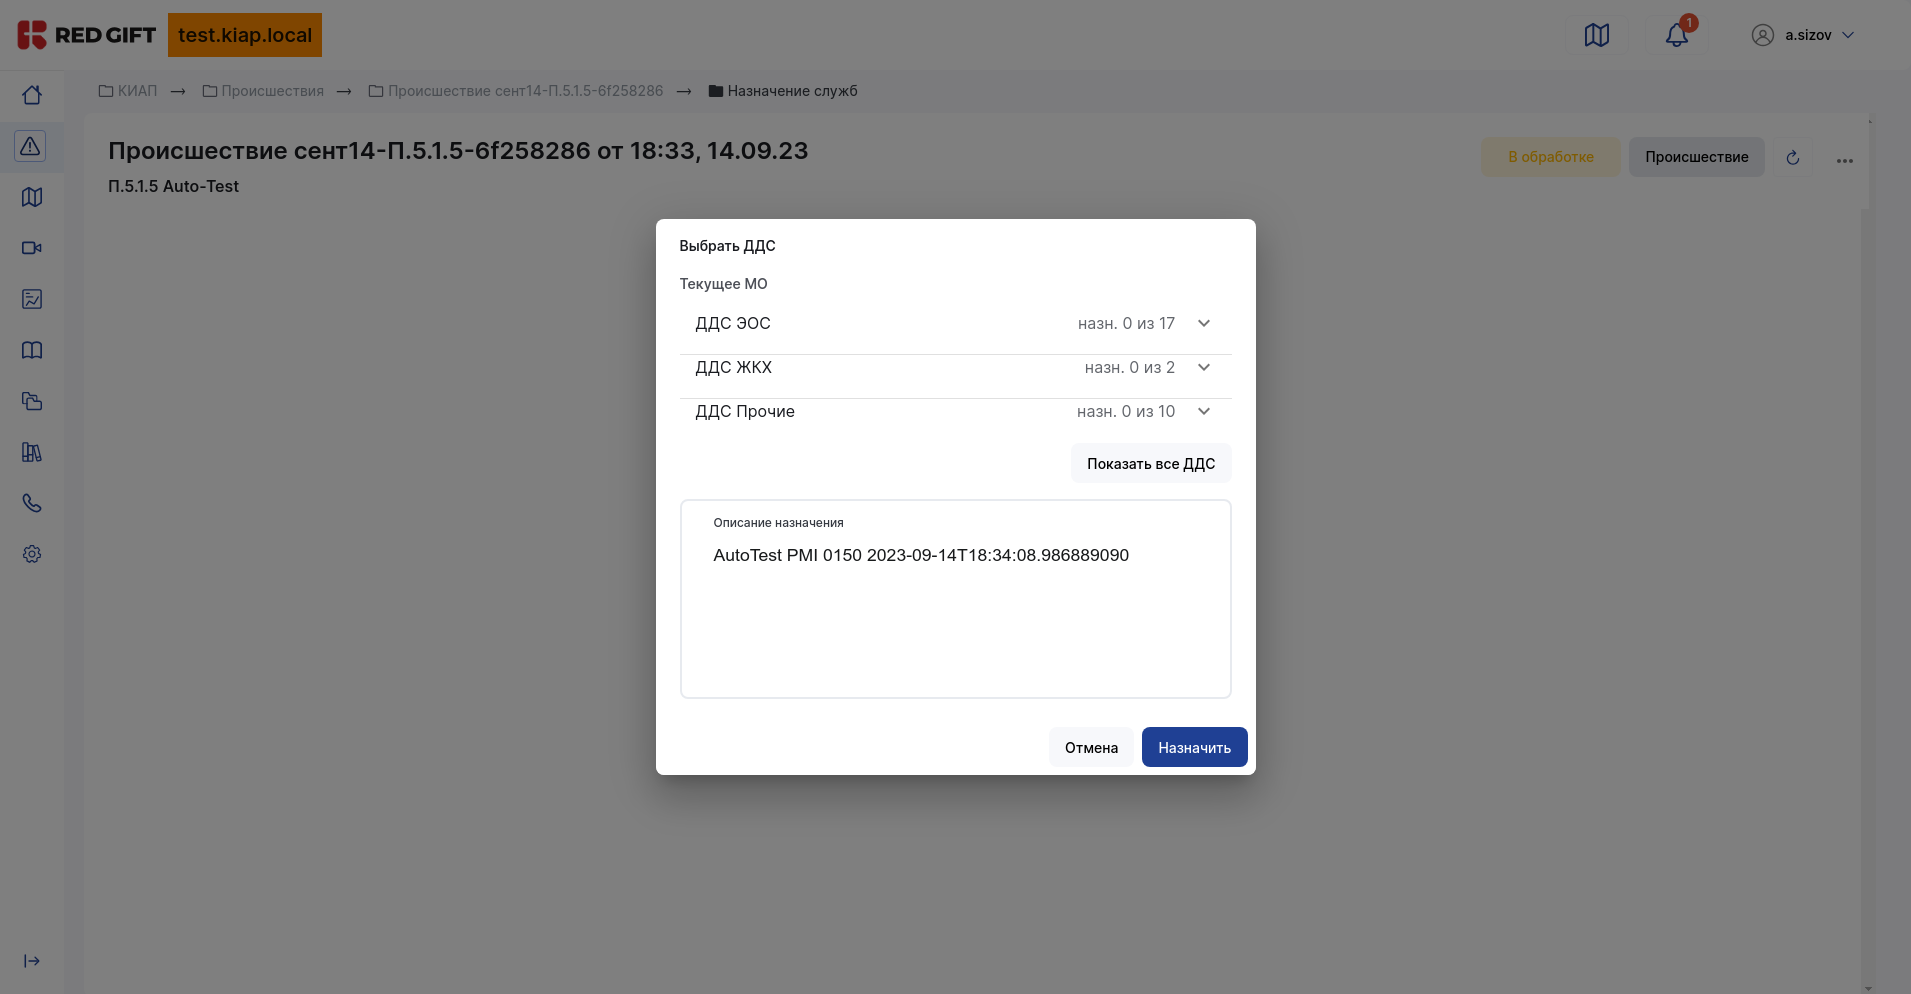 RED GIFT test.kiap.local 1 a.sizov
КИАП → Происшествия → Происшествие сент14-П.5.1.5-6f258286 → Назначение служб
Происшествие сент14-П.5.1.5-6f258286 от 18:33, 14.09.23
В обработке Происшествие ...
П.5.1.5 Auto-Test
Выбрать ДДС
Текущее МО
ДДС ЭОС назн. 0 из 17
ДДС ЖКХ назн. 0 из 2
ДДС Прочие назн. 0 из 10
Показать все ДДС
Описание назначения
AutoTest PMI 0150 2023-09-14T18:34:08.986889090
Отмена Назначить